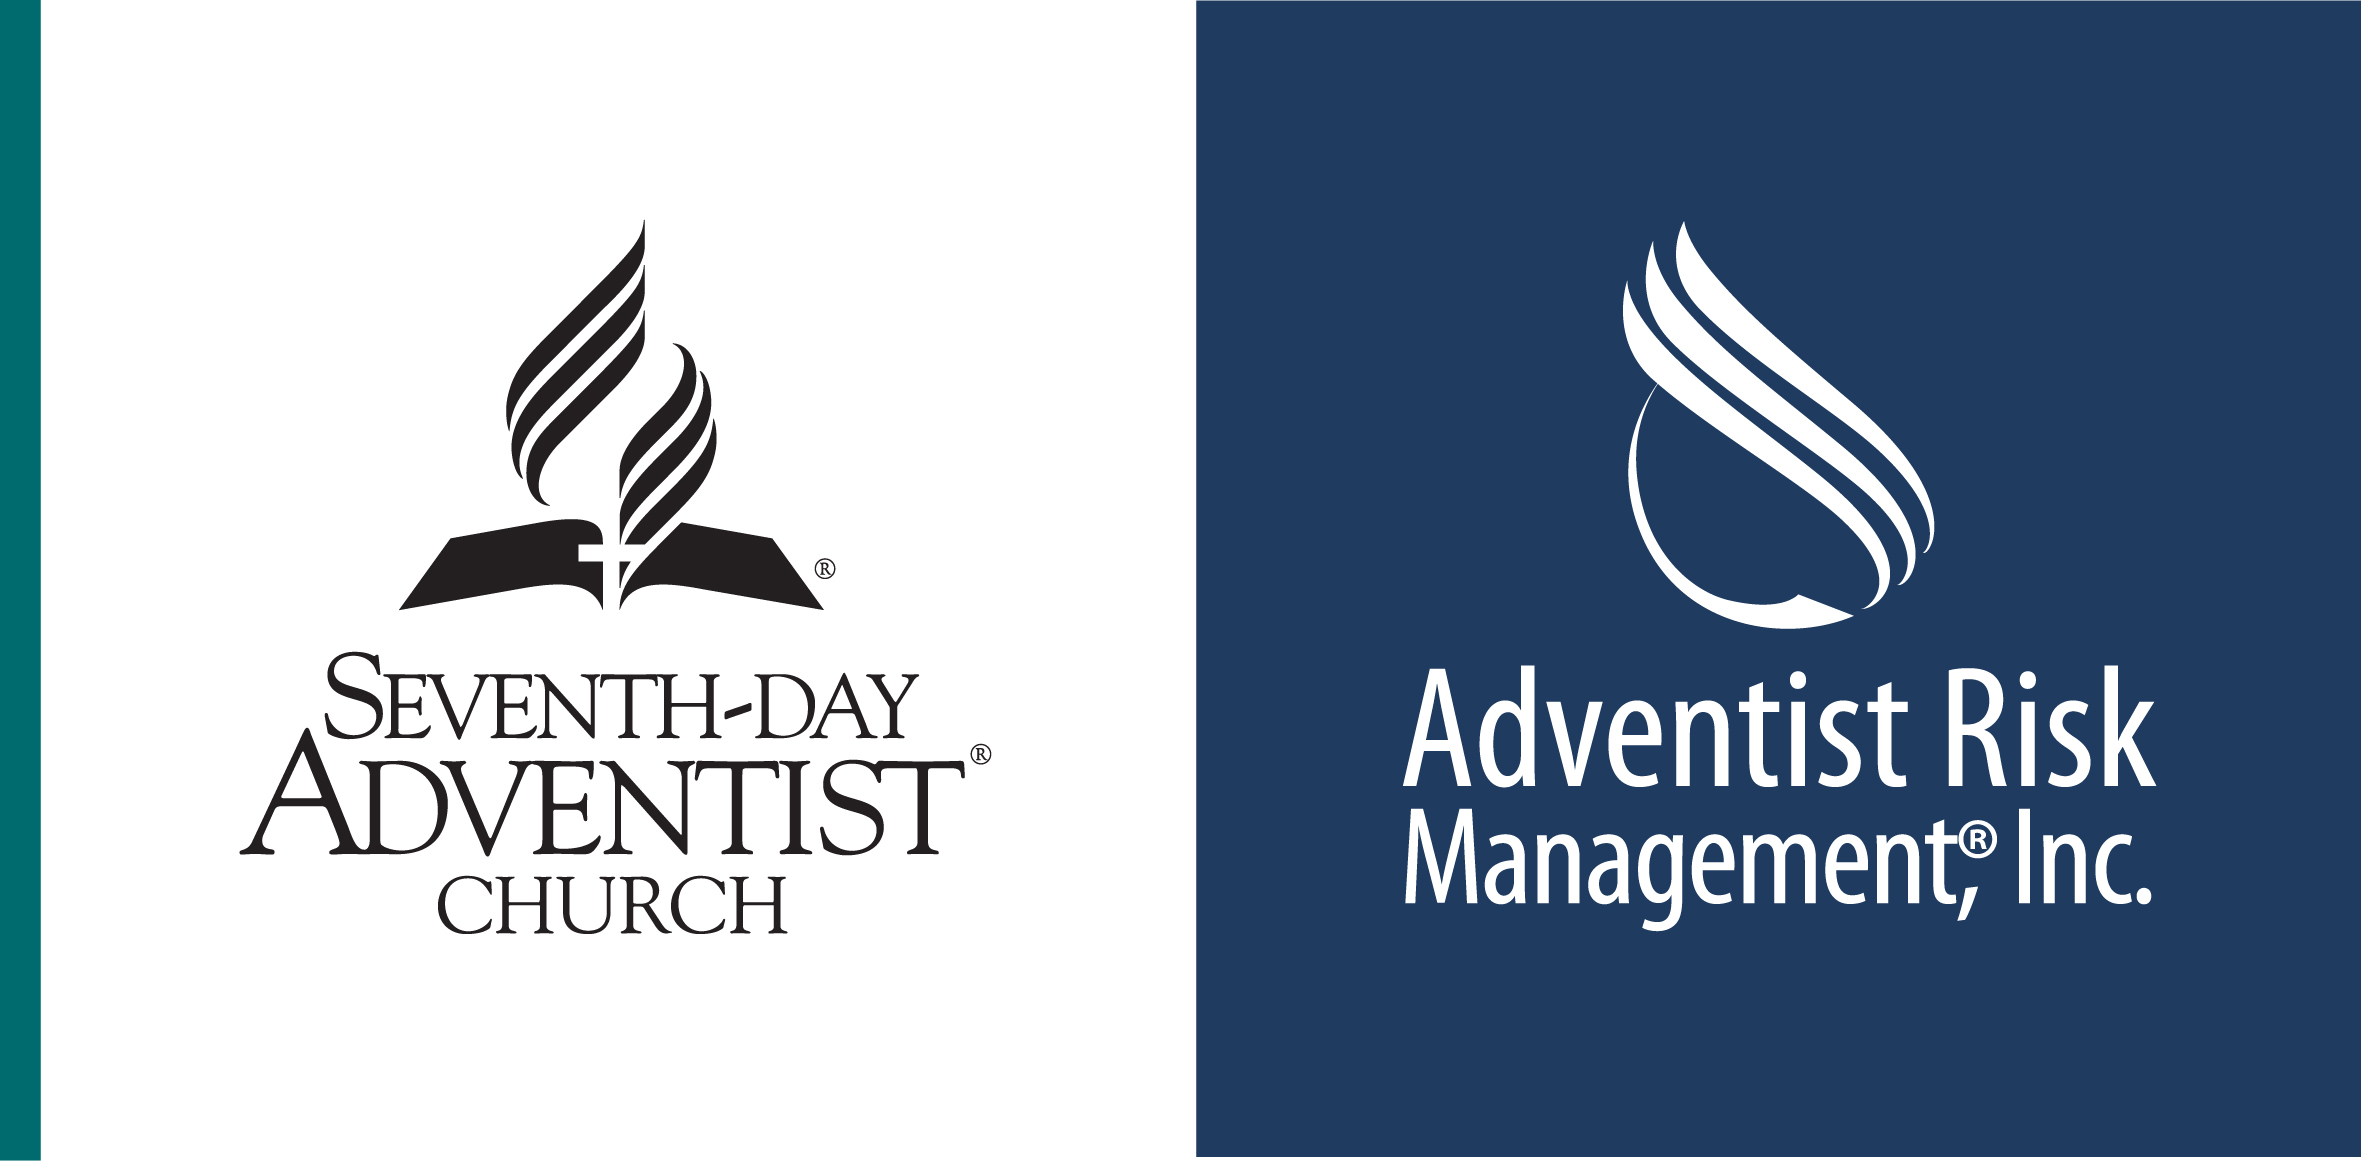 ®
SEVENTH-DAY
ADVENTIST®
CHURCH
Adventist Risk
Management®, Inc.